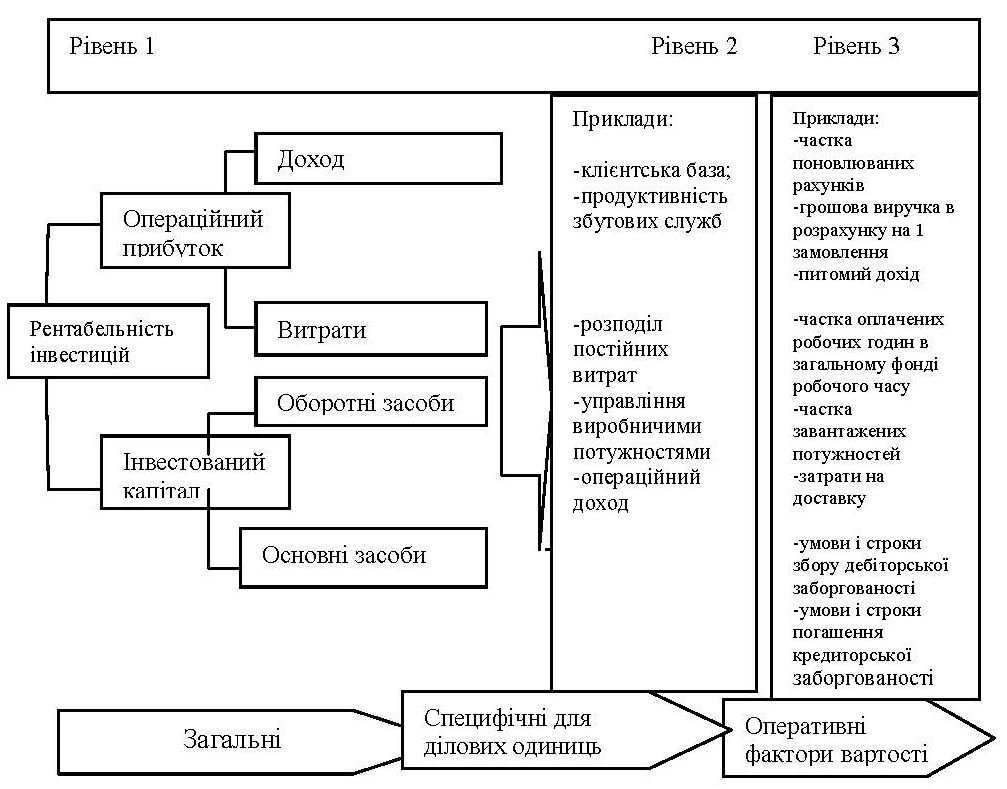 Рівень 1 Рівень 2 Рівень 3
Доход
Операційний
прибуток
Витрати
Рентабельність
інвестицій
Оборотні засоби
Інвестований
капітал
Основні засоби
Приклади:
-клієнтська база;
-продуктивність
збутових служб
-розподіл
постійних
витрат
-управління
виробничими
потужностями
-операційний
доход
Приклади:
-частка
поновлюваних
рахунків
-грошова виручка в
розрахунку на 1
замовлення
-питомий дохід
-частка оплачених
робочих годин в
загальному фонді
робочого часу
-частка
завантажених
потужностей
-затрати на
доставку
-умови і строки
збору дебіторської
заборгованості
-умови і строки
погашення
кредиторської
заборгованості
Загальні
Специфічні для
ділових одиниць
Оперативні
фактори вартості